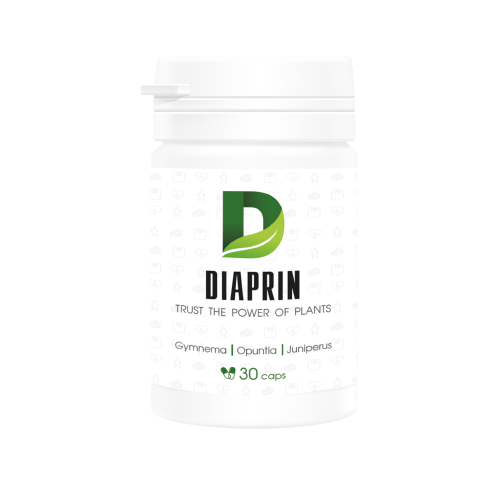 D
DIAPRIN
TRUST THE POWER OF PLANTS
Gymnema | Opuntia | Juniperus
30 caps